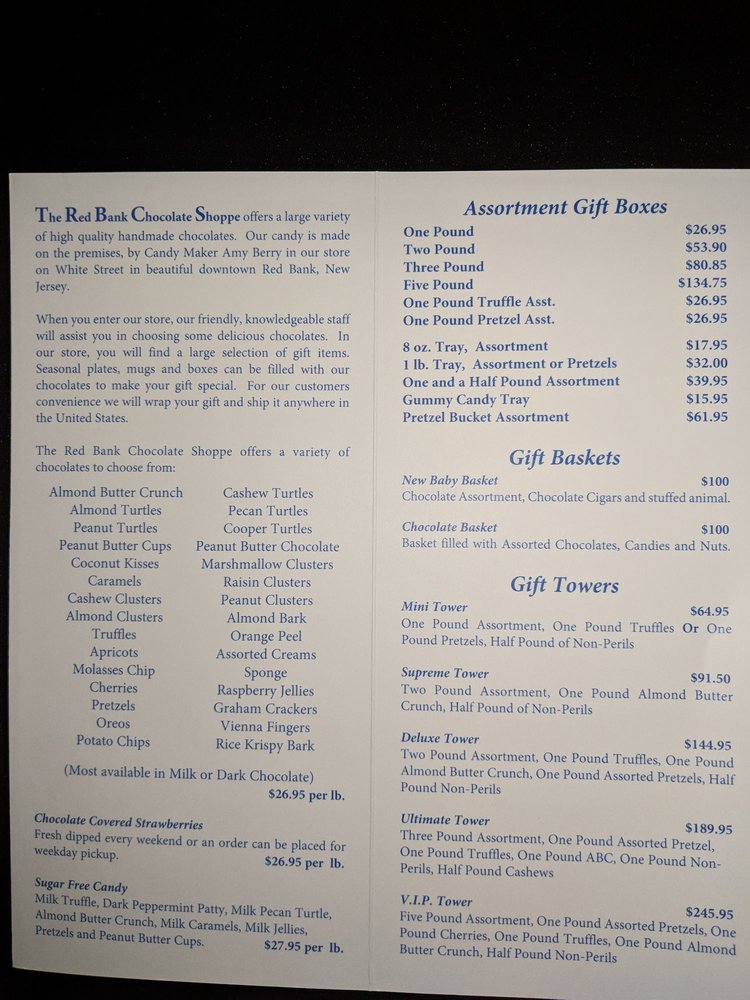 The Red Bank Chocolate Shoppe offers a large variety
of high quality handmade chocolates. Our candy is made
on the premises, by Candy Maker Amy Berry in our store
on White Street in beautiful downtown Red Bank, New
Jersey.
When you enter our store, our friendly, knowledgeable staff
will assist you in choosing some delicious chocolates. In
our store, you will find a large selection of gift items.
Seasonal plates, mugs and boxes can be filled with our
chocolates to make your gift special. For our customers
convenience we will wrap your gift and ship it anywhere in
the United States.
The Red Bank Chocolate Shoppe offers a variety of
chocolates to choose from:
Almond Butter Crunch
Almond Turtles
Peanut Turtles
Peanut Butter Cups
Coconut Kisses
Caramels
Cashew Clusters
Almond Clusters
Truffles
Apricots
Molasses Chip
Cherries
Pretzels
Oreos
Potato Chips
Cashew Turtles
Pecan Turtles
Cooper Turtles
Peanut Butter Chocolate
Marshmallow Clusters
Raisin Clusters
Peanut Clusters
Almond Bark
Orange Peel
Assorted Creams
Sponge
Raspberry Jellies
Graham Crackers
Vienna Fingers
Rice Krispy Bark
(Most available in Milk or Dark Chocolate)
$26.95 per lb.
Chocolate Covered Strawberries
Fresh dipped every weekend or an order can be placed for
weekday pickup. $26.95 per lb.
Sugar Free Candy
Milk Truffle, Dark Peppermint Patty, Milk Pecan Turtle,
Almond Butter Crunch, Milk Caramels, Milk Jellies,
Pretzels and Peanut Butter Cups. $27.95 per lb.
Assortment Gift Boxes
One Pound $26.95
Two Pound $53.90
Three Pound $80.85
Five Pound $134.75
One Pound Truffle Asst. $26.95
One Pound Pretzel Asst. $26.95
8 oz. Tray, Assortment $17.95
1 lb. Tray, Assortment or Pretzels $32.00
One and a Half Pound Assortment $39.95
Gummy Candy Tray $15.95
Pretzel Bucket Assortment $61.95
Gift Baskets
New Baby Basket $100
Chocolate Assortment, Chocolate Cigars and stuffed animal.
Chocolate Basket $100
Basket filled with Assorted Chocolates, Candies and Nuts.
Gift Towers
Mini Tower $64.95
One Pound Assortment, One Pound Truffles Or One
Pound Pretzels, Half Pound of Non-Perils
Supreme Tower $91.50
Two Pound Assortment, One Pound Almond Butter
Crunch, Half Pound of Non-Perils
Deluxe Tower $144.95
Two Pound Assortment, One Pound Truffles, One Pound
Almond Butter Crunch, One Pound Assorted Pretzels, Half
Pound Non-Perils
Ultimate Tower $189.95
Three Pound Assortment, One Pound Assorted Pretzel,
One Pound Truffles, One Pound ABC, One Pound Non-
Perils, Half Pound Cashews
V.I.P. Tower $245.95
Five Pound Assortment, One Pound Assorted Pretzels, One
Pound Cherries, One Pound Truffles, One Pound Almond
Butter Crunch, Half Pound Non-Perils